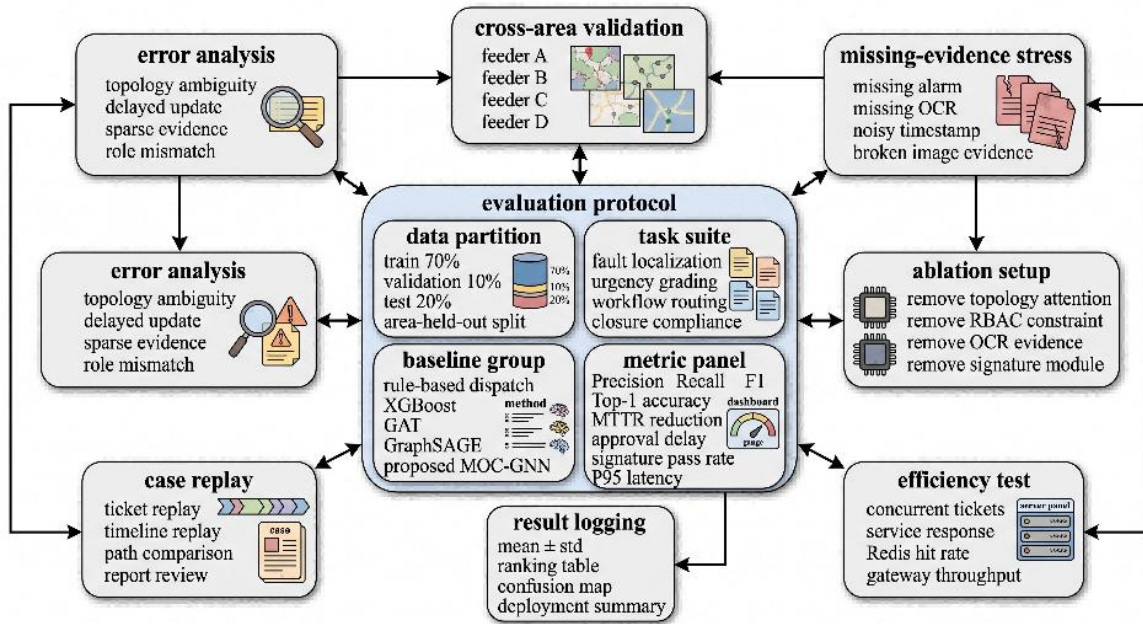 error analysis
topology ambiguity
delayed update
sparse evidence
role mismatch
cross-area validation
feeder A
feeder B
feeder C
feeder D
missing-evidence stress
missing alarm
missing OCR
noisy timestamp
broken image evidence
evaluation protocol
data partition
train 70%
validation 10%
test 20%
area-held-out split
70%
10%
20%
task suite
fault localization
urgency grading
workflow routing
closure compliance
error analysis
topology ambiguity
delayed update
sparse evidence
role mismatch
ablation setup
remove topology attention
remove RBAC constraint
remove OCR evidence
remove signature module
baseline group
rule-based dispatch
XGBoost
GAT
GraphSAGE
proposed MOC-GNN
method
metric panel
Precision Recall F1
Top-1 accuracy
MTTR reduction
approval delay
signature pass rate
P95 latency
dashboard
gauge
case replay
ticket replay
timeline replay
path comparison
report review
case
result logging
mean ± std
ranking table
confusion map
deployment summary
efficiency test
concurrent tickets
service response
Redis hit rate
gateway throughput
server panel